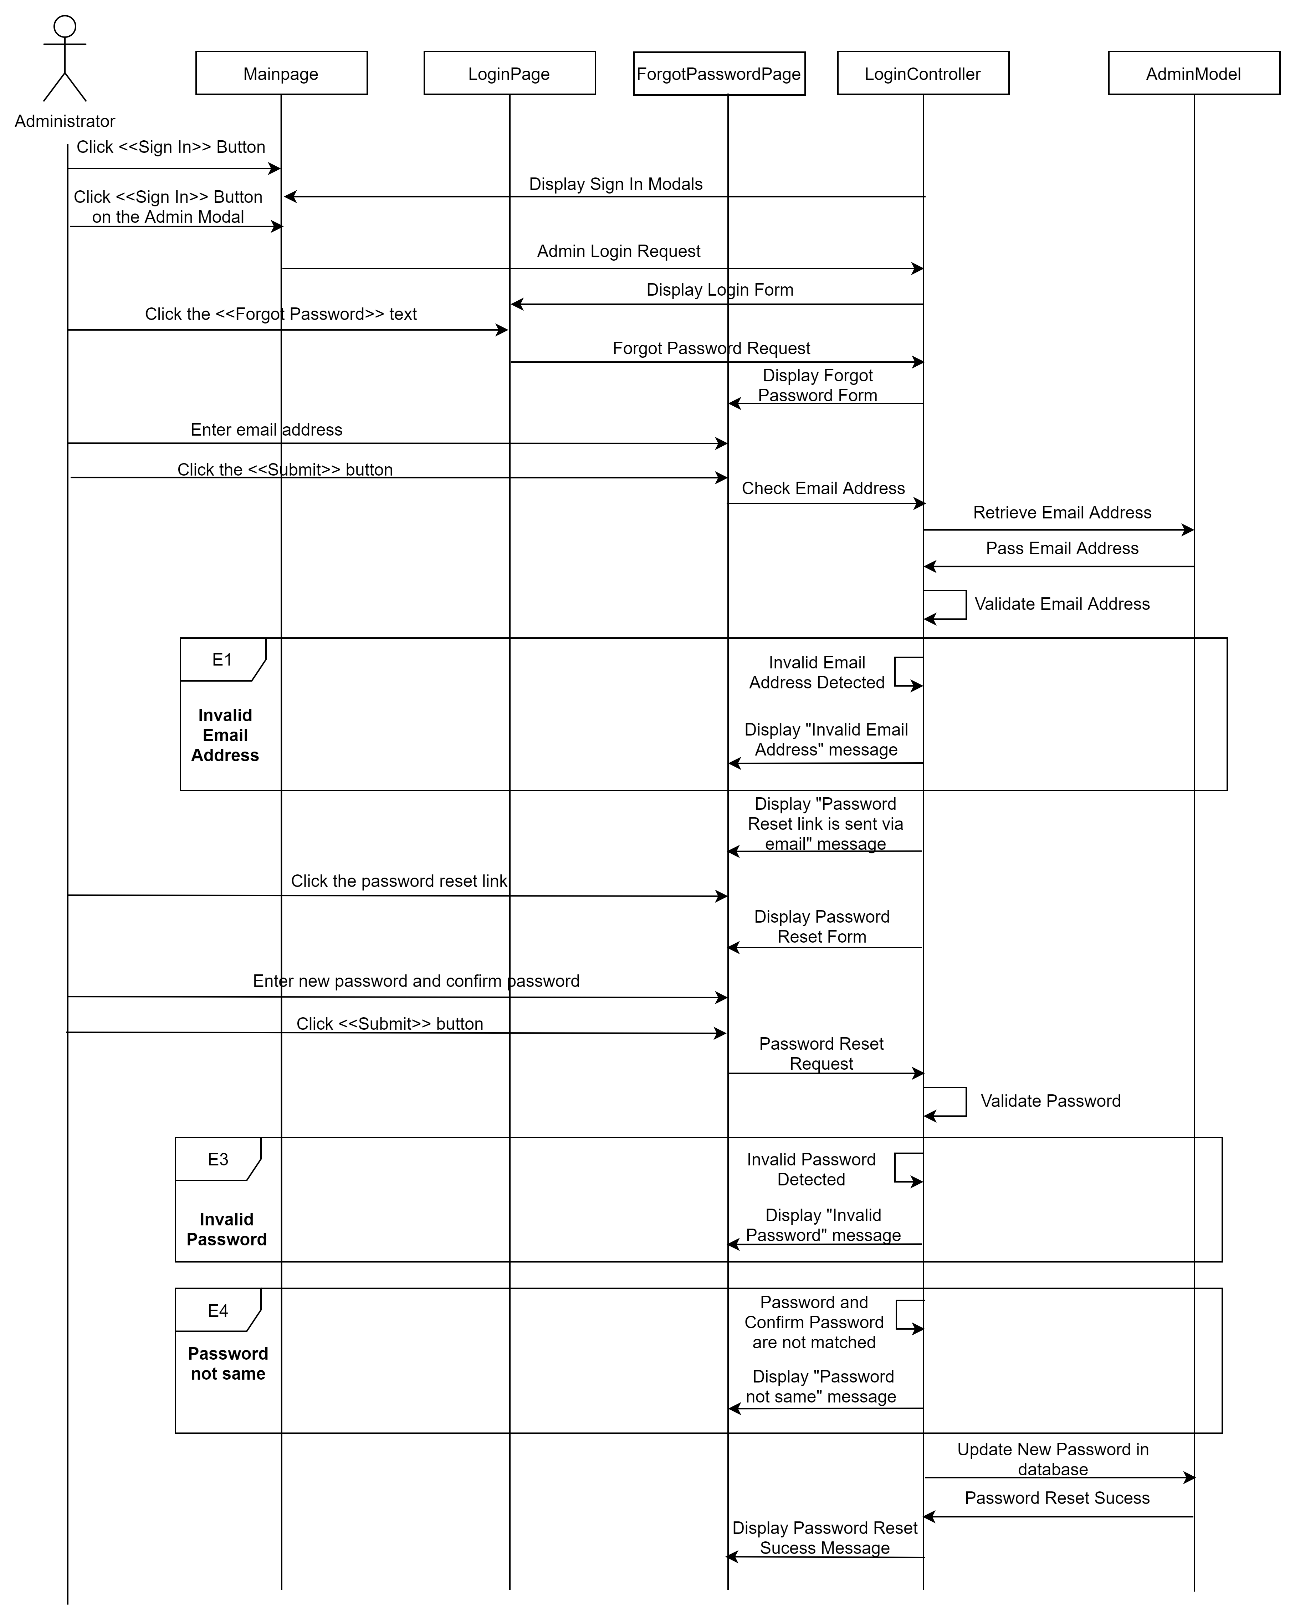 Administrator
Mainpage
LoginPage
ForgotPasswordPage
LoginController
AdminModel
Click <<Sign In>> Button
Display Sign In Modals
Click <<Sign In>> Button
on the Admin Modal
Admin Login Request
Display Login Form
Click the <<Forgot Password>> text
Forgot Password Request
Display Forgot
Password Form
Enter email address
Click the <<Submit>> button
Check Email Address
Retrieve Email Address
Pass Email Address
Validate Email Address
E1
Invalid
Email
Address
Invalid Email
Address Detected
Display "Invalid Email
Address" message
Display "Password
Reset link is sent via
email" message
Click the password reset link
Display Password
Reset Form
Enter new password and confirm password
Click <<Submit>> button
Password Reset
Request
Validate Password
E3
Invalid
Password
Invalid Password
Detected
Display "Invalid
Password" message
E4
Password
not same
Password and
Confirm Password
are not matched
Display "Password
not same" message
Update New Password in
database
Password Reset Sucess
Display Password Reset
Sucess Message